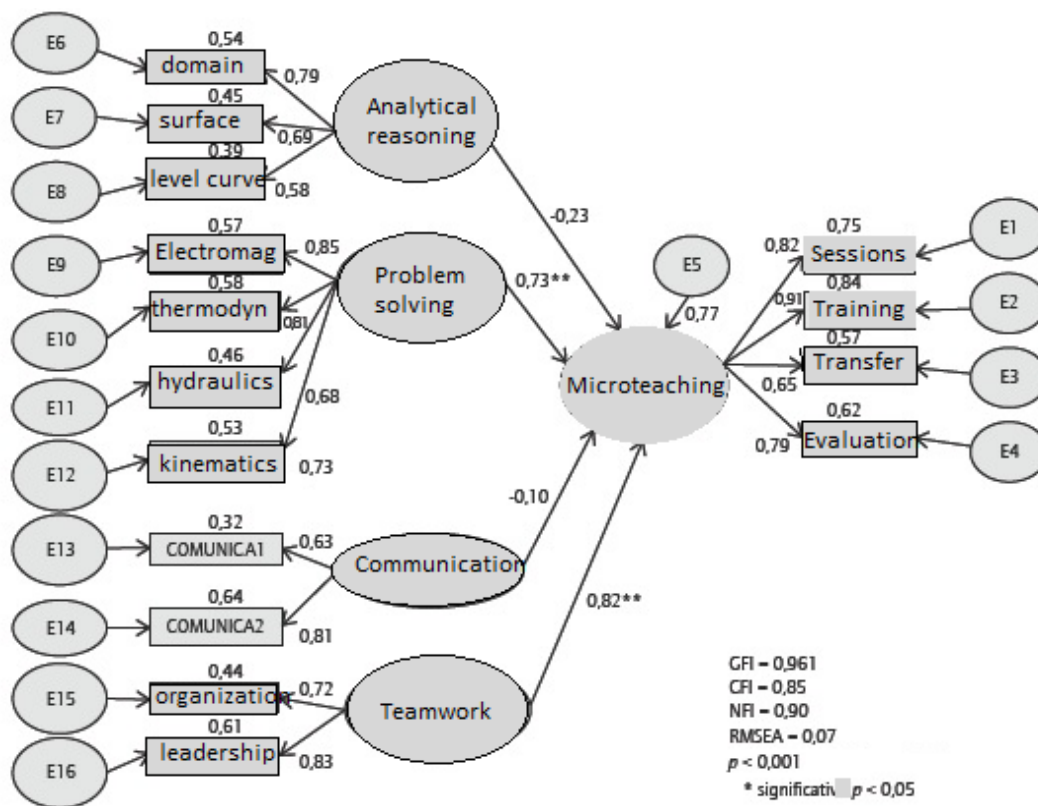 E6
0,54
domain
0,79
E7
0,45
surface
0,69
E8
0,39
level curve
0,58
Analytical
reasoning
-0,23
E9
0,57
Electromag
0,85
E10
0,58
thermodyn
0,81
E11
0,46
hydraulics
0,68
E12
0,53
kinematics
0,73
Problem
solving
0,73**
E13
0,32
COMUNICA1
0,63
E14
0,64
COMUNICA2
0,81
Communication
-0,10
E15
0,44
organization
0,72
E16
0,61
leadership
0,83
Teamwork
0,82**
E5
0,77
Microteaching
0,82
0,75
Sessions
E1
0,91
0,84
Training
E2
0,65
0,57
Transfer
E3
0,79
0,62
Evaluation
E4
GFI = 0,961
CFI = 0,85
NFI = 0,90
RMSEA = 0,07
p < 0,001
* p < 0,05